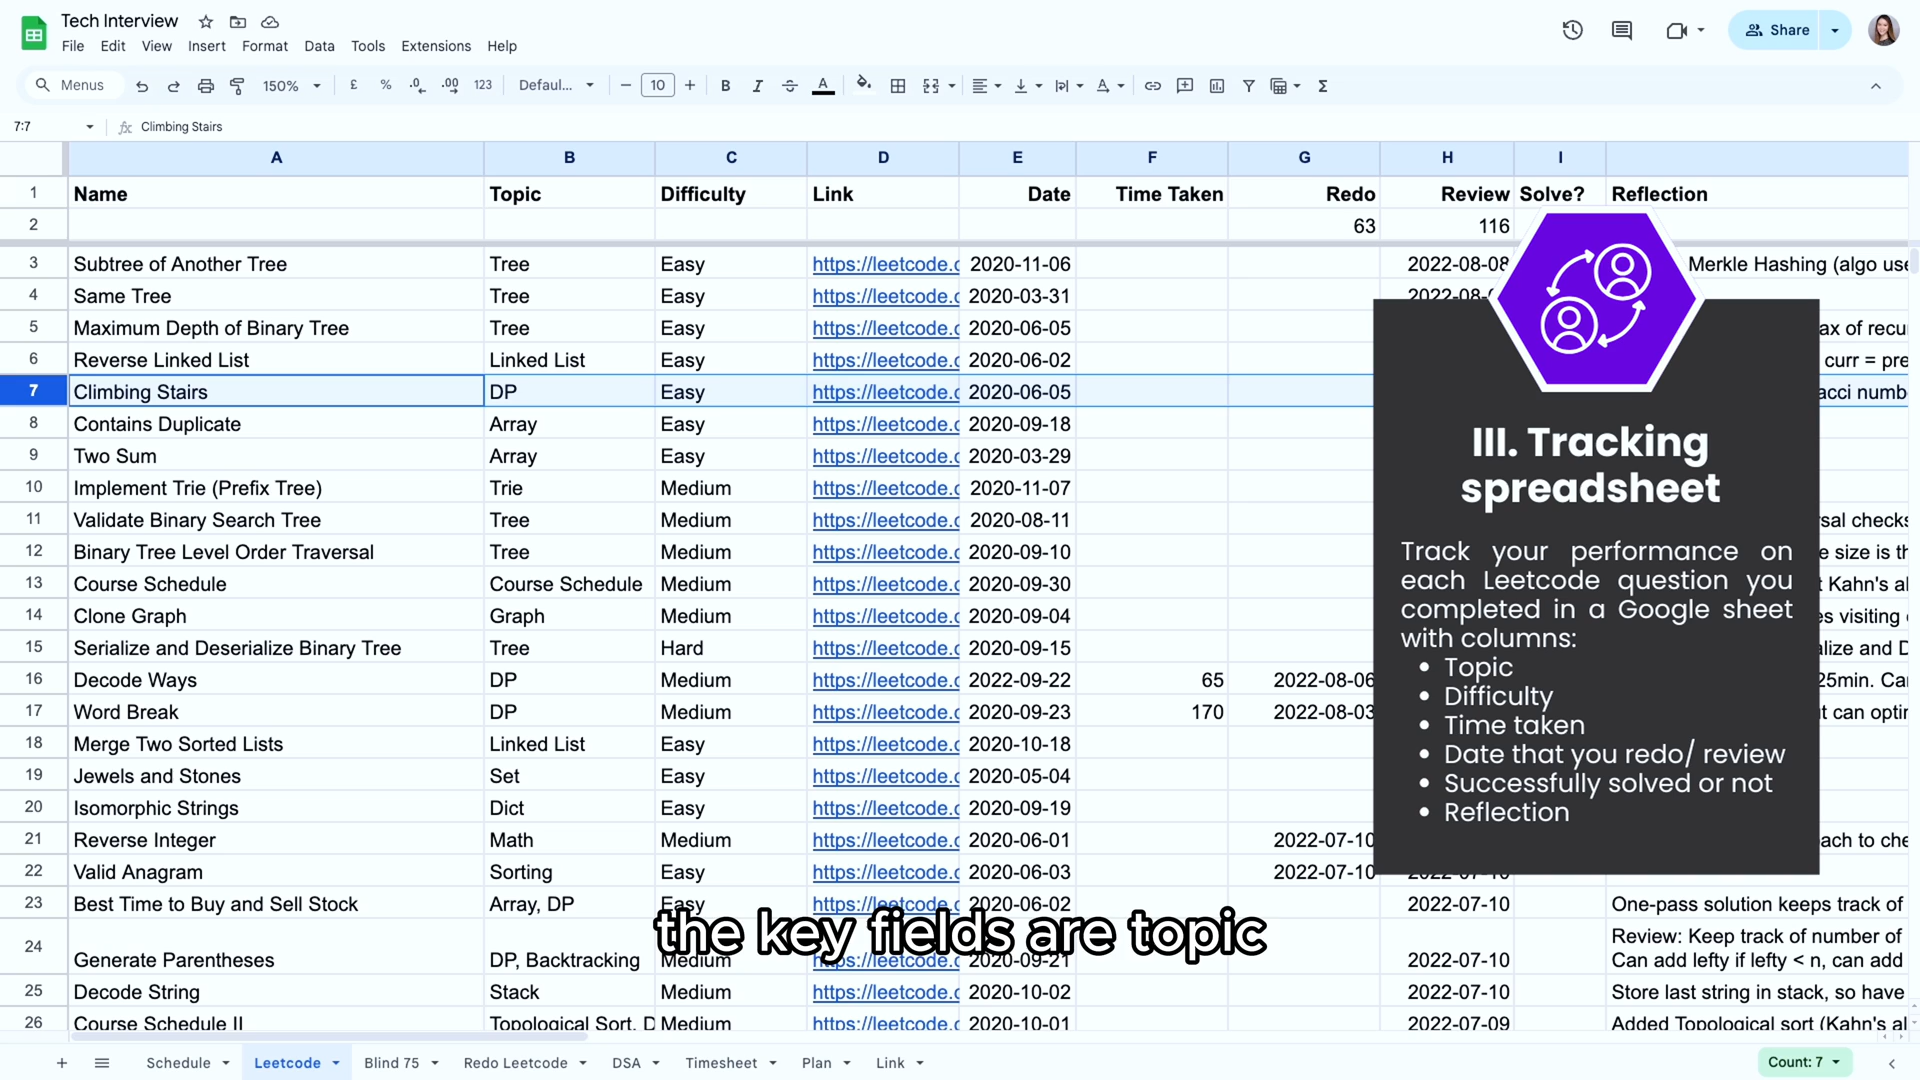 Tech Interview
File Edit View Insert Format Data Tools Extensions Help
Share
Menus 150% £ % .0 .00 123 Defaul... 10 B I A Σ
7:7 fx Climbing Stairs
A B C D E F G H I
1 Name Topic Difficulty Link Date Time Taken Redo Review Solve? Reflection
2 63 116
3 Subtree of Another Tree Tree Easy https://leetcode.c 2020-11-06 2022-08-08 Merkle Hashing (algo use
4 Same Tree Tree Easy https://leetcode.c 2020-03-31 2022-08-
5 Maximum Depth of Binary Tree Tree Easy https://leetcode.c 2020-06-05 ax of recu
6 Reverse Linked List Linked List Easy https://leetcode.c 2020-06-02 curr = pre
7 Climbing Stairs DP Easy https://leetcode.c 2020-06-05 acci numb
8 Contains Duplicate Array Easy https://leetcode.c 2020-09-18
9 Two Sum Array Easy https://leetcode.c 2020-03-29
10 Implement Trie (Prefix Tree) Trie Medium https://leetcode.c 2020-11-07
11 Validate Binary Search Tree Tree Medium https://leetcode.c 2020-08-11 rsal checks
12 Binary Tree Level Order Traversal Tree Medium https://leetcode.c 2020-09-10 e size is th
13 Course Schedule Course Schedule Medium https://leetcode.c 2020-09-30 t Kahn's al
14 Clone Graph Graph Medium https://leetcode.c 2020-09-04 es visiting
15 Serialize and Deserialize Binary Tree Tree Hard https://leetcode.c 2020-09-15 alize and D
16 Decode Ways DP Medium https://leetcode.c 2022-09-22 65 2022-08-06 25min. Car
17 Word Break DP Medium https://leetcode.c 2020-09-23 170 2022-08-03 t can optin
18 Merge Two Sorted Lists Linked List Easy https://leetcode.c 2020-10-18
19 Jewels and Stones Set Easy https://leetcode.c 2020-05-04
20 Isomorphic Strings Dict Easy https://leetcode.c 2020-09-19
21 Reverse Integer Math Medium https://leetcode.c 2020-06-01 2022-07-10 ach to che
22 Valid Anagram Sorting Easy https://leetcode.c 2020-06-03 2022-07-10 2022-07-10
23 Best Time to Buy and Sell Stock Array, DP Easy https://leetcode.c 2020-06-02 2022-07-10 One-pass solution keeps track of
Review: Keep track of number of
24 Generate Parentheses DP, Backtracking Medium https://leetcode.c 2020-09-21 2022-07-10 Can add lefty if lefty < n, can add
25 Decode String Stack Medium https://leetcode.c 2020-10-02 2022-07-10 Store last string in stack, so have
26 Course Schedule II Topological Sort, D Medium https://leetcode.c 2020-10-01 2022-07-09 Added Topological sort (Kahn's al
III. Tracking
spreadsheet
Track your performance on
each Leetcode question you
completed in a Google sheet
with columns:
• Topic
• Difficulty
• Time taken
• Date that you redo/ review
• Successfully solved or not
• Reflection
the key fields are topic
Schedule Leetcode Blind 75 Redo Leetcode DSA Timesheet Plan Link Count: 7